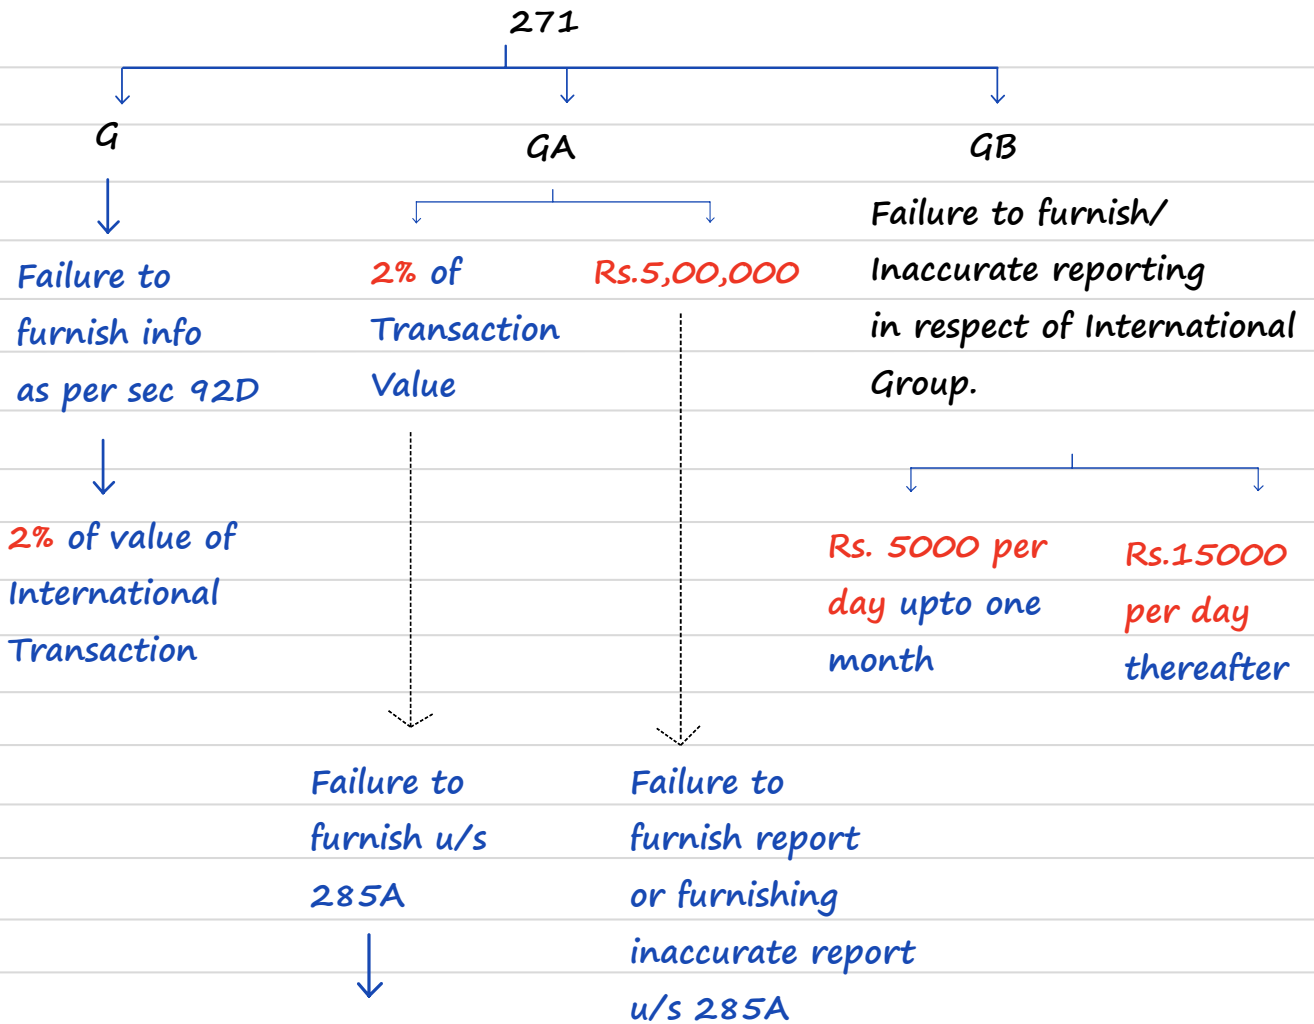 271
G
GA
GB
Failure to
furnish info
as per sec 92D
2% of value of
International
Transaction
2% of
Transaction
Value
Rs.5,00,000
Failure to
furnish u/s
285A
Failure to
furnish report
or furnishing
inaccurate report
u/s 285A
Failure to furnish/
Inaccurate reporting
in respect of International
Group.
Rs. 5000 per
day upto one
month
Rs.15000
per day
thereafter